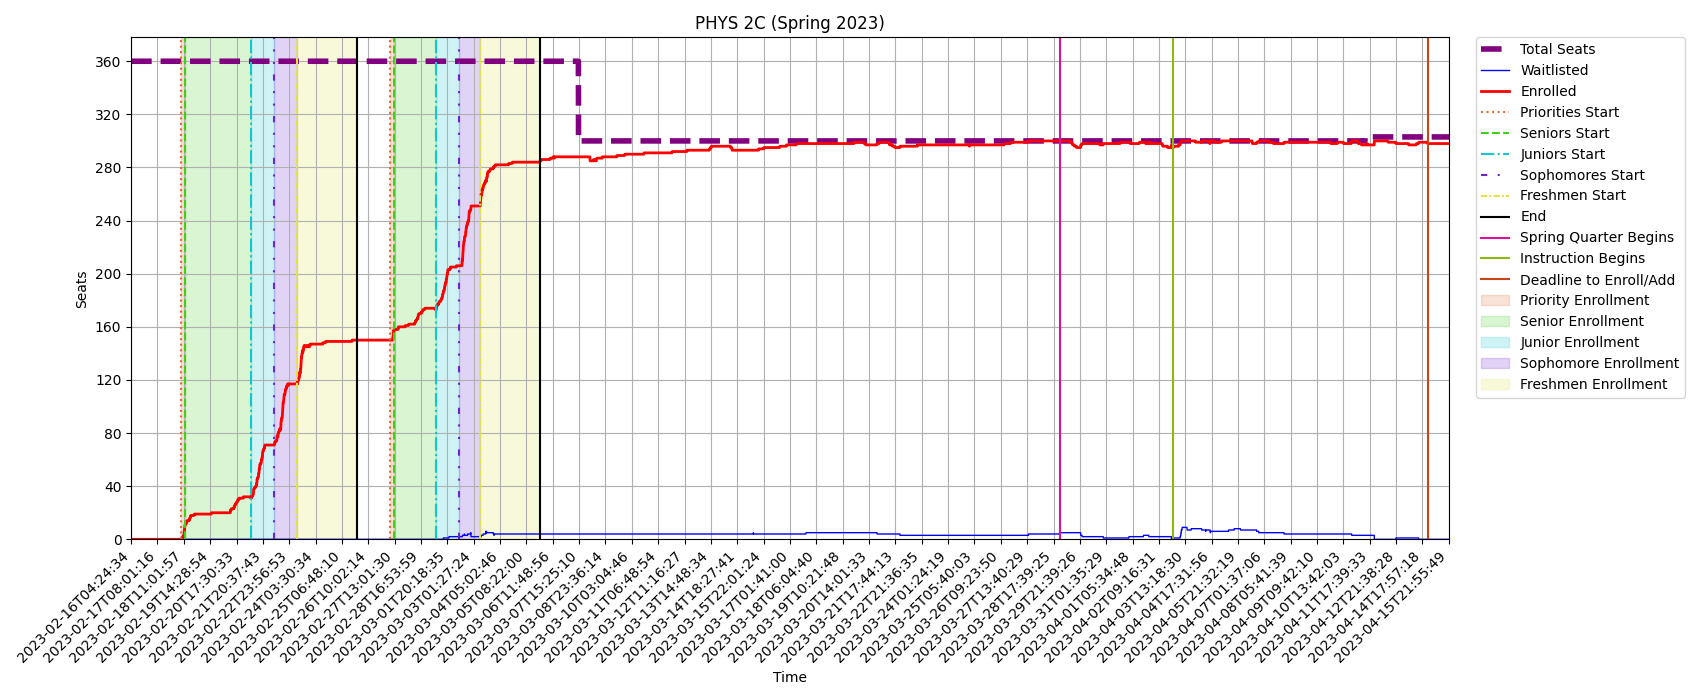 PHYS 2C (Spring 2023)
Seats
360
320
280
240
200
160
120
80
40
0
2023-02-16T04:24:34
2023-02-17T08:01:16
2023-02-18T11:01:57
2023-02-19T14:28:54
2023-02-20T17:30:33
2023-02-21T20:37:43
2023-02-22T23:56:53
2023-02-24T03:30:34
2023-02-25T06:48:10
2023-02-26T10:02:14
2023-02-27T13:01:30
2023-02-28T16:53:59
2023-03-01T20:18:35
2023-03-04T01:27:24
2023-03-05T05:02:46
2023-03-05T08:22:00
2023-03-06T11:48:56
2023-03-07T15:25:10
2023-03-08T23:36:14
2023-03-10T03:04:46
2023-03-11T06:48:54
2023-03-12T11:16:27
2023-03-13T14:48:34
2023-03-14T18:27:41
2023-03-15T22:01:24
2023-03-17T01:41:00
2023-03-18T06:04:40
2023-03-19T10:21:48
2023-03-20T14:01:33
2023-03-21T17:44:13
2023-03-22T21:36:35
2023-03-24T01:24:19
2023-03-25T05:40:03
2023-03-26T09:23:50
2023-03-27T13:40:29
2023-03-28T17:39:25
2023-03-29T21:39:26
2023-03-31T01:35:29
2023-04-01T05:34:48
2023-04-02T09:16:31
2023-04-03T13:18:30
2023-04-04T17:31:56
2023-04-05T21:32:19
2023-04-07T01:37:06
2023-04-08T05:41:39
2023-04-09T09:42:10
2023-04-10T13:42:03
2023-04-11T17:39:33
2023-04-12T21:38:28
2023-04-14T17:57:18
2023-04-15T21:55:49
Time
Total Seats
Waitlisted
Enrolled
Priorities Start
Seniors Start
Juniors Start
Sophomores Start
Freshmen Start
End
Spring Quarter Begins
Instruction Begins
Deadline to Enroll/Add
Priority Enrollment
Senior Enrollment
Junior Enrollment
Sophomore Enrollment
Freshmen Enrollment